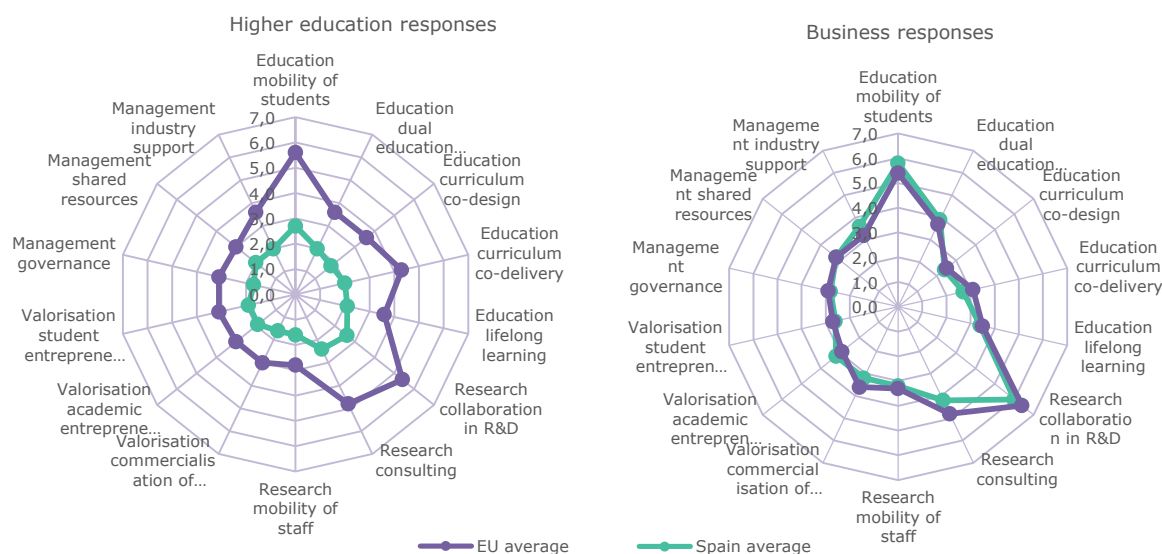 Higher education responses
Education
mobility of
students
Education
dual
education…
Education
curriculum
co-design
Education
curriculum
co-delivery
Education
lifelong
learning
Research
collaboration
in R&D
Research
consulting
Research
mobility of
staff
Valorisation
commercialis
ation of…
Valorisation
academic
entreprene…
Valorisation
student
entreprene…
Management
governance
Management
shared
resources
Management
industry
support
7,0
6,0
5,0
4,0
3,0
2,0
1,0
0,0
Business responses
Education
mobility of
students
Education
dual
education…
Education
curriculum
co-design
Education
curriculum
co-delivery
Education
lifelong
learning
Research
collaboratio
n in R&D
Research
consulting
Research
mobility of
staff
Valorisation
commercial
isation of…
Valorisation
academic
entrepren…
Valorisation
student
entrepren…
Manageme
nt
governance
Manageme
nt shared
resources
Manageme
nt industry
support
7,0
6,0
5,0
4,0
3,0
2,0
1,0
0,0
EU average
Spain average